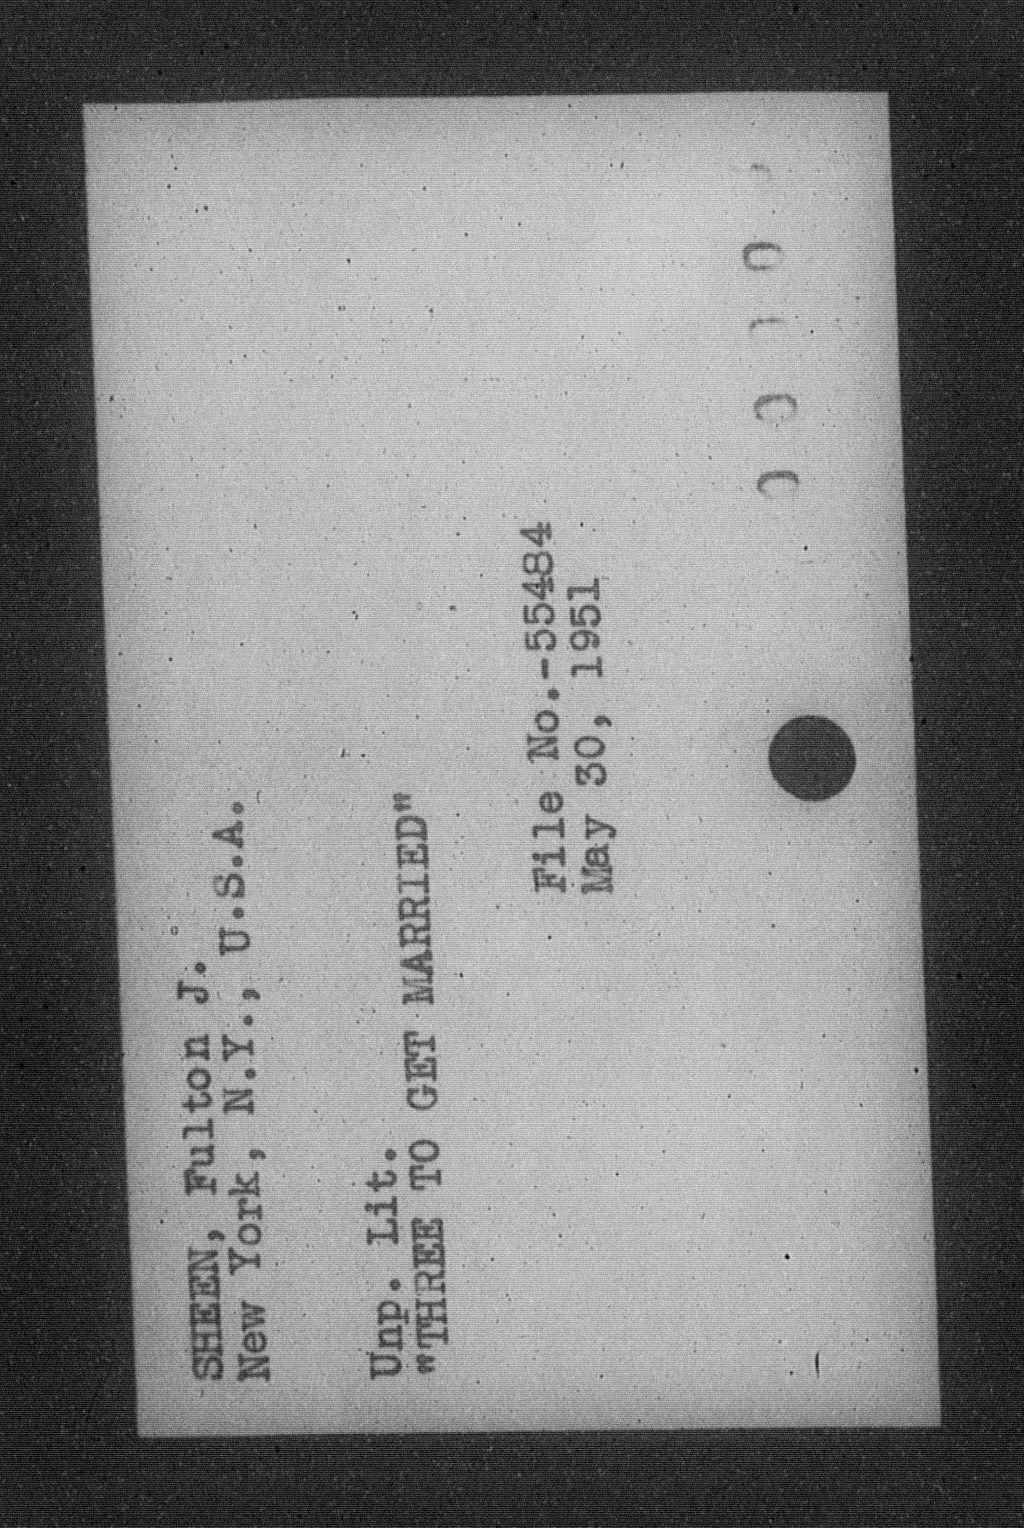 SHEEN, Fulton J.
New York, N.Y., U.S.A.
Unp. Lit.
"THREE TO GET MARRIED"
File No.-55484
May 30, 1951